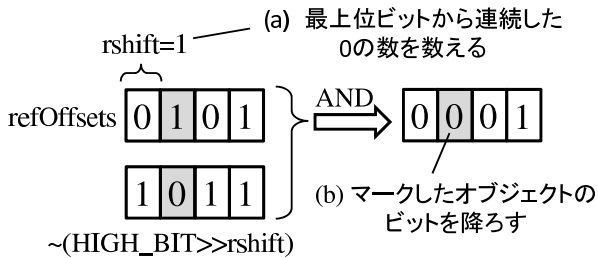 (a) 最上位ビットから連続した
0の数を数える
rshift=1
refOffsets
0 1 0 1
AND
0 0 0 1
1 0 1 1
(b) マークしたオブジェクトの
ビットを降ろす
~(HIGH_BIT>>rshift)